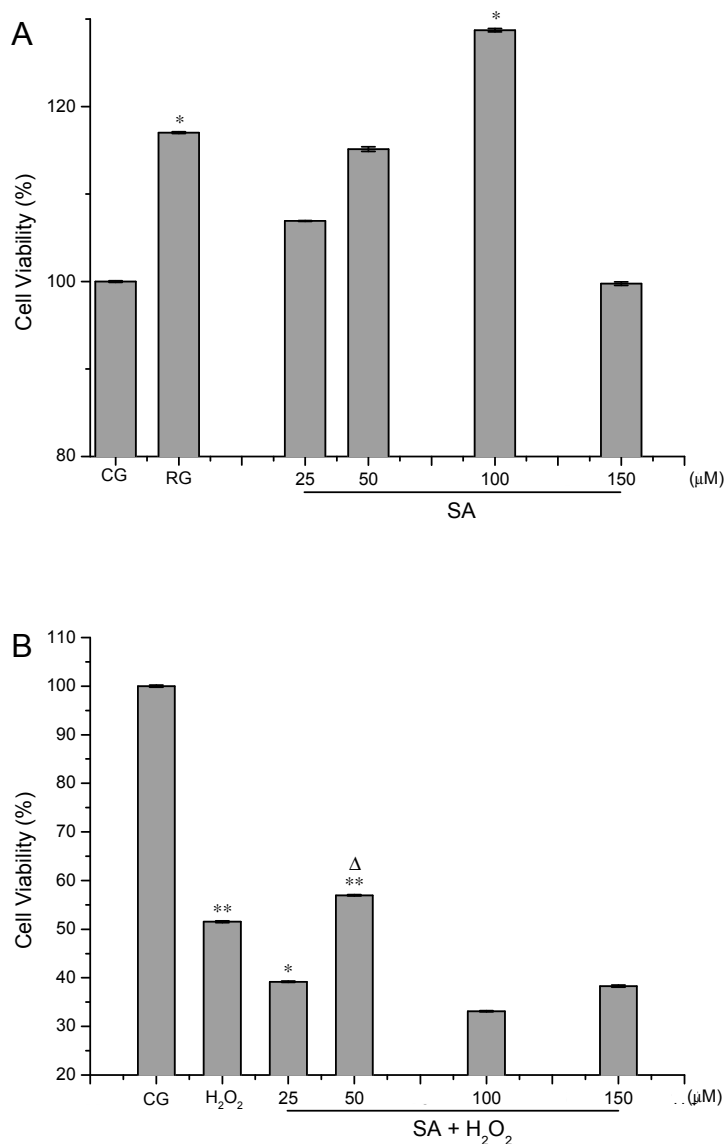 A
Cell Viability (%)
120
100
80
*
*
CG RG 25 50 100 150 (μM)
SA
B
Cell Viability (%)
110
100
90
80
70
60
50
40
30
20
Δ
**
**
*
CG H₂O₂ 25 50 100 150 (μM)
SA + H₂O₂